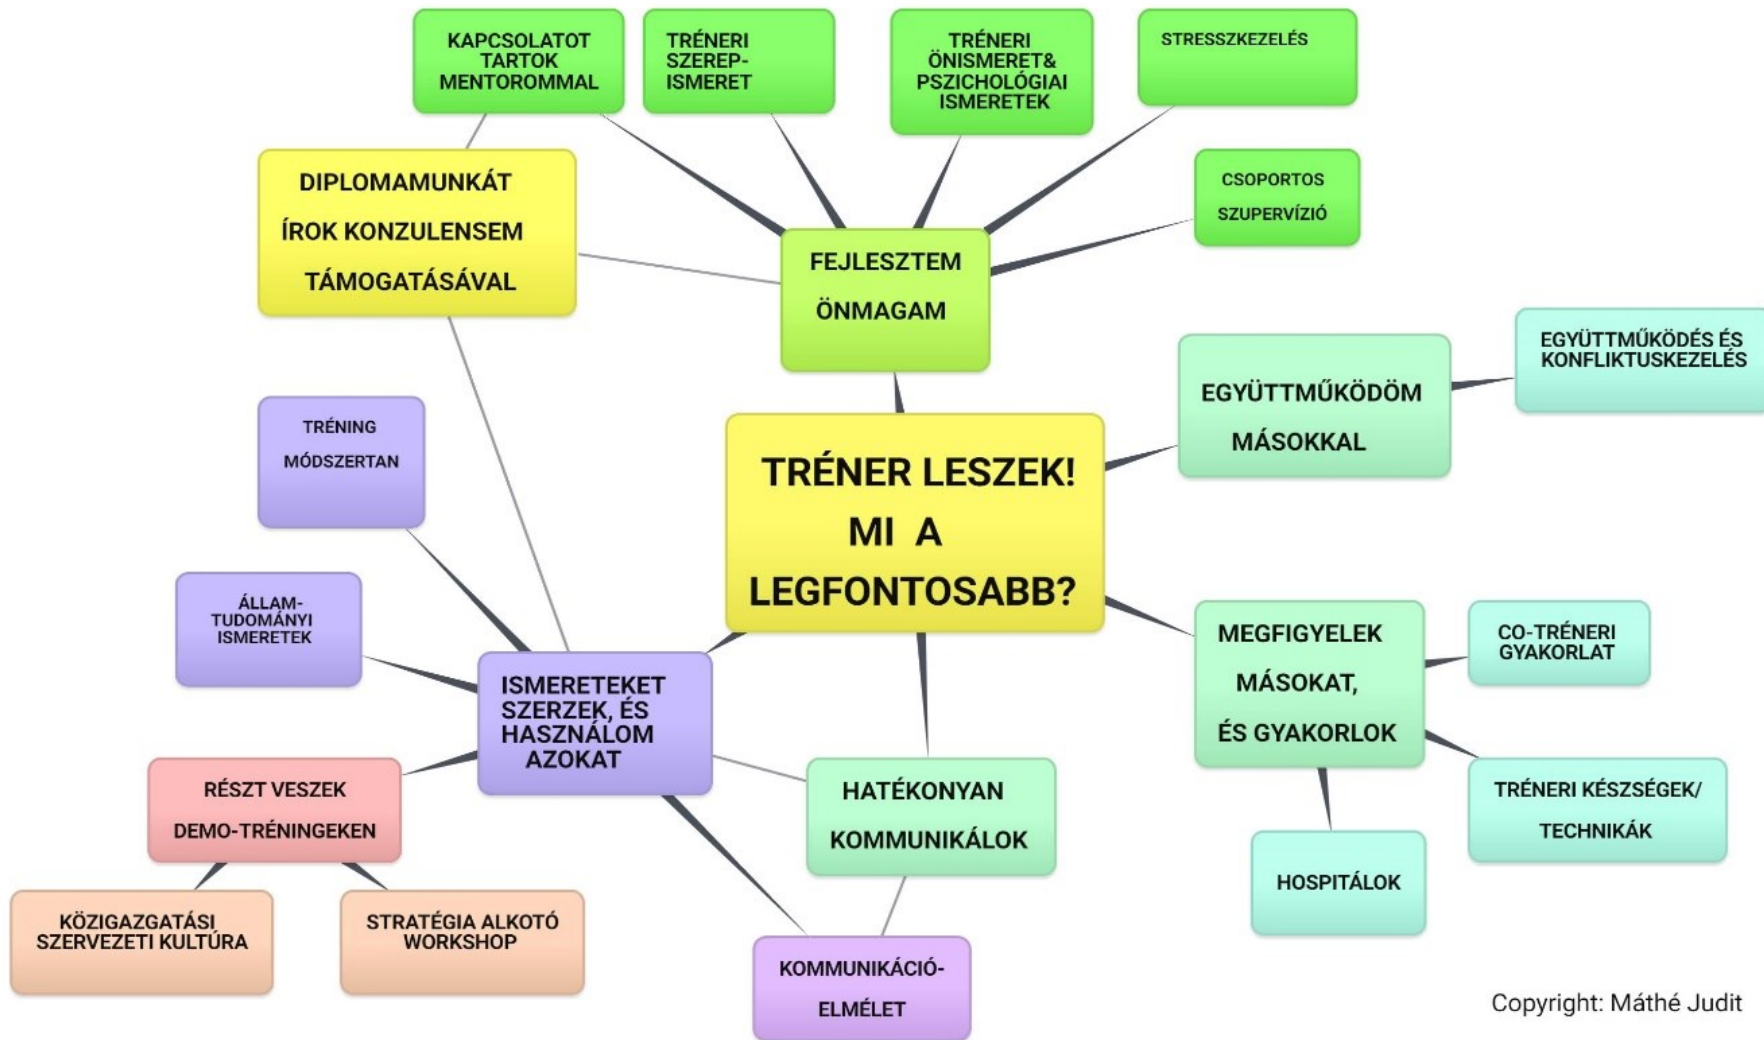 KAPCSOLATOT
TARTOK
MENTOROMMAL
TRÉNERI
SZEREP-
ISMERET
TRÉNERI
ÖNISMERET&
PSZICHOLÓGIAI
ISMERETEK
STRESSZKEZELÉS
DIPLOMAMUNKÁT
ÍROK KONZULENSEM
TÁMOGATÁSÁVAL
CSOPORTOS
SZUPERVÍZIÓ
FEJLESZTEM
ÖNMAGAM
EGYÜTTMŰKÖDÉS ÉS
KONFLIKTUSKEZELÉS
EGYÜTTMŰKÖDÖM
MÁSOKKAL
TRÉNING
MÓDSZERTAN
TRÉNER LESZEK!
MI A
LEGFONTOSABB?
ÁLLAM-
TUDOMÁNYI
ISMERETEK
MEGFIGYELEK
MÁSOKAT,
ÉS GYAKORLOK
CO-TRÉNERI
GYAKORLAT
ISMERETEKET
SZERZEK, ÉS
HASZNÁLOM
AZOKAT
RÉSZT VESZEK
DEMO-TRÉNINGEKEN
HATÉKONYAN
KOMMUNIKÁLOK
TRÉNERI KÉSZSÉGEK/
TECHNIKÁK
HOSPITÁLOK
KÖZIGAZGATÁSI
SZERVEZETI KULTÚRA
STRATÉGIA ALKOTÓ
WORKSHOP
KOMMUNIKÁCIÓ-
ELMÉLET
Copyright: Máthé Judit